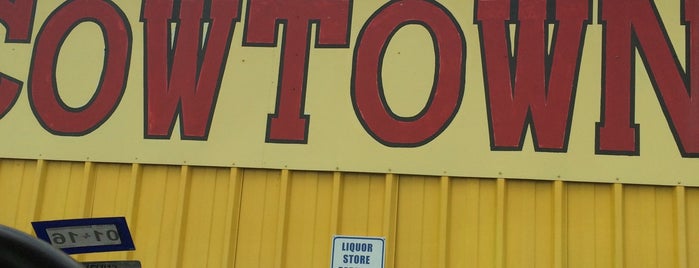 COWTOWN
01 16
LIQUOR
STORE